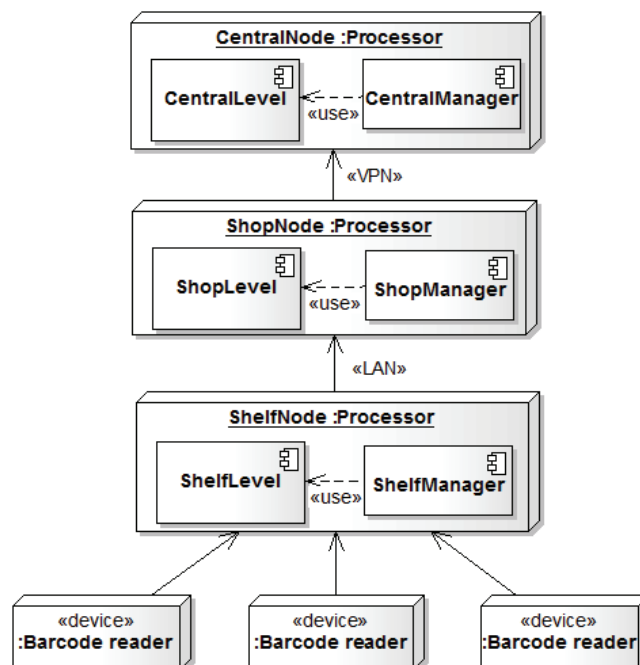 CentralNode :Processor
CentralLevel
CentralManager
«use»
«VPN»
ShopNode :Processor
ShopLevel
ShopManager
«use»
«LAN»
ShelfNode :Processor
ShelfLevel
ShelfManager
«use»
«device»
:Barcode reader
«device»
:Barcode reader
«device»
:Barcode reader